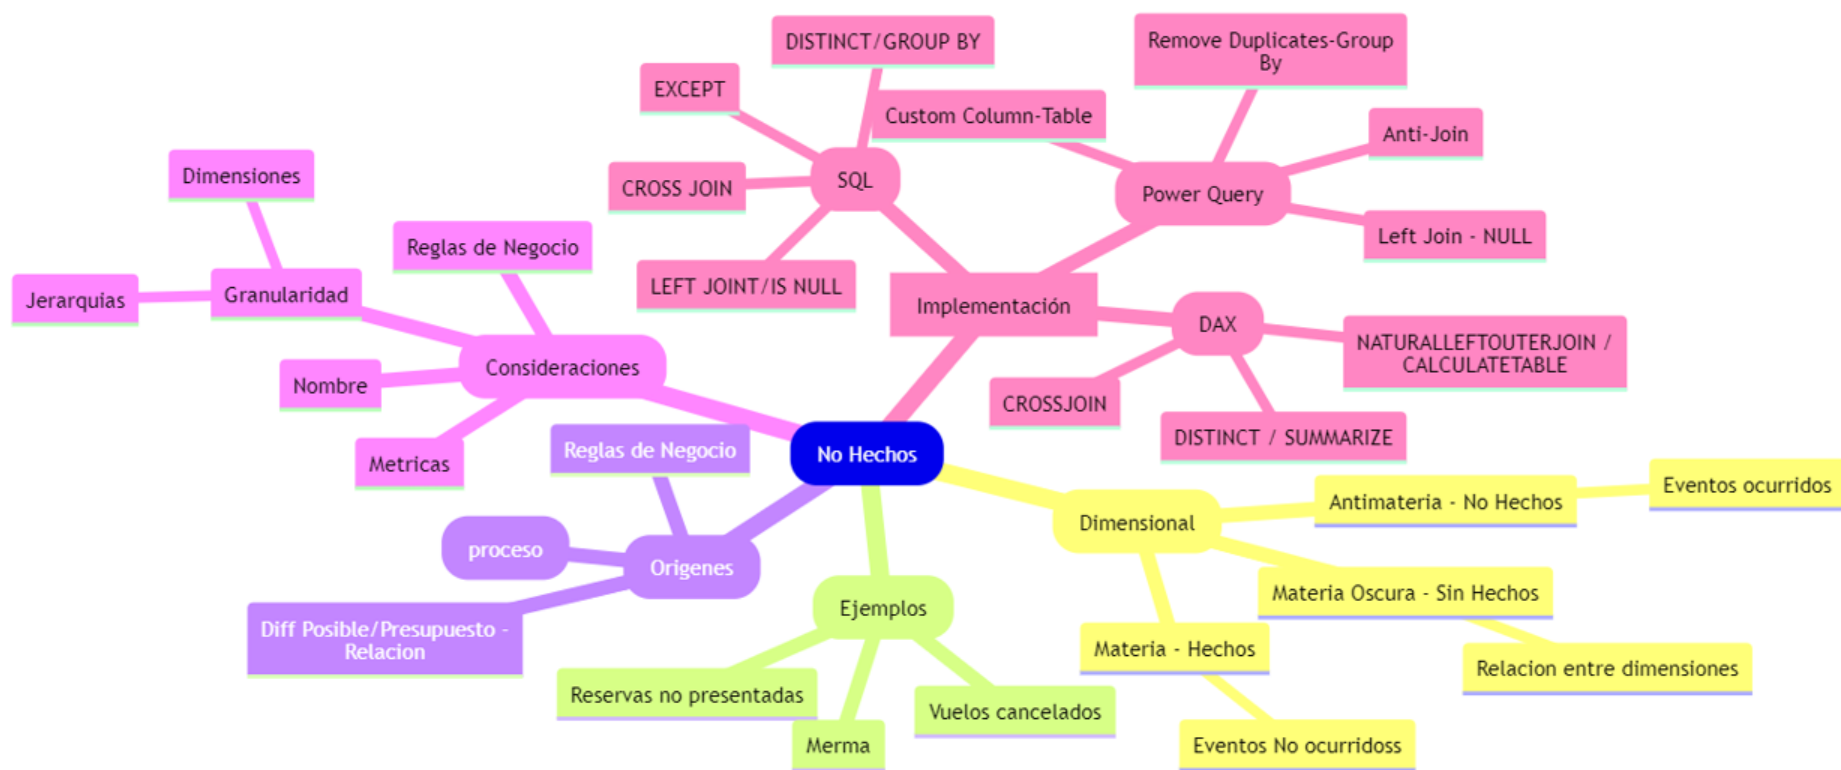 DISTINCT/GROUP BY
Remove Duplicates-Group
By
EXCEPT
Custom Column-Table
Anti-Join
Dimensiones
CROSS JOIN
SQL
Power Query
Reglas de Negocio
Left Join - NULL
Jerarquias
Granularidad
LEFT JOINT/IS NULL
Implementación
DAX
NATURALLEFTOUTERJOIN /
CALCULATETABLE
Consideraciones
Nombre
CROSSJOIN
DISTINCT / SUMMARIZE
Metricas
Reglas de Negocio
No Hechos
Antimateria - No Hechos
Eventos ocurridos
Dimensional
proceso
Origenes
Materia Oscura - Sin Hechos
Ejemplos
Diff Posible/Presupuesto -
Relacion
Materia - Hechos
Relacion entre dimensiones
Reservas no presentadas
Vuelos cancelados
Merma
Eventos No ocurridoss